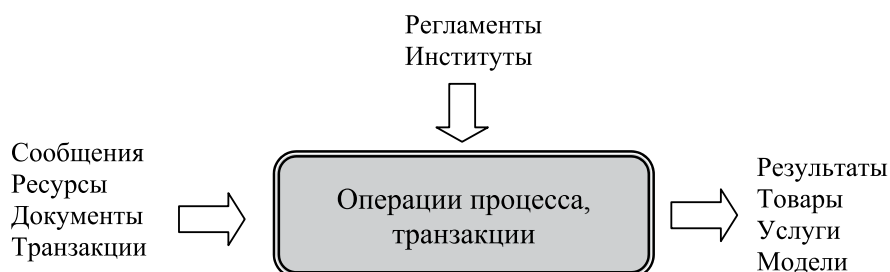 Регламенты
Институты
Сообщения
Ресурсы
Документы
Транзакции
Операции процесса,
транзакции
Результаты
Товары
Услуги
Модели